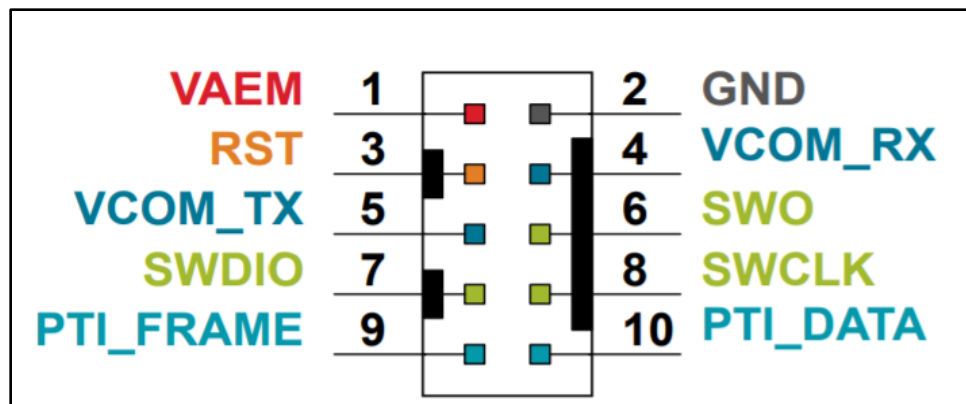 VAEM 1 2 GND
RST 3 4 VCOM_RX
VCOM_TX 5 6 SWO
SWDIO 7 8 SWCLK
PTI_FRAME 9 10 PTI_DATA